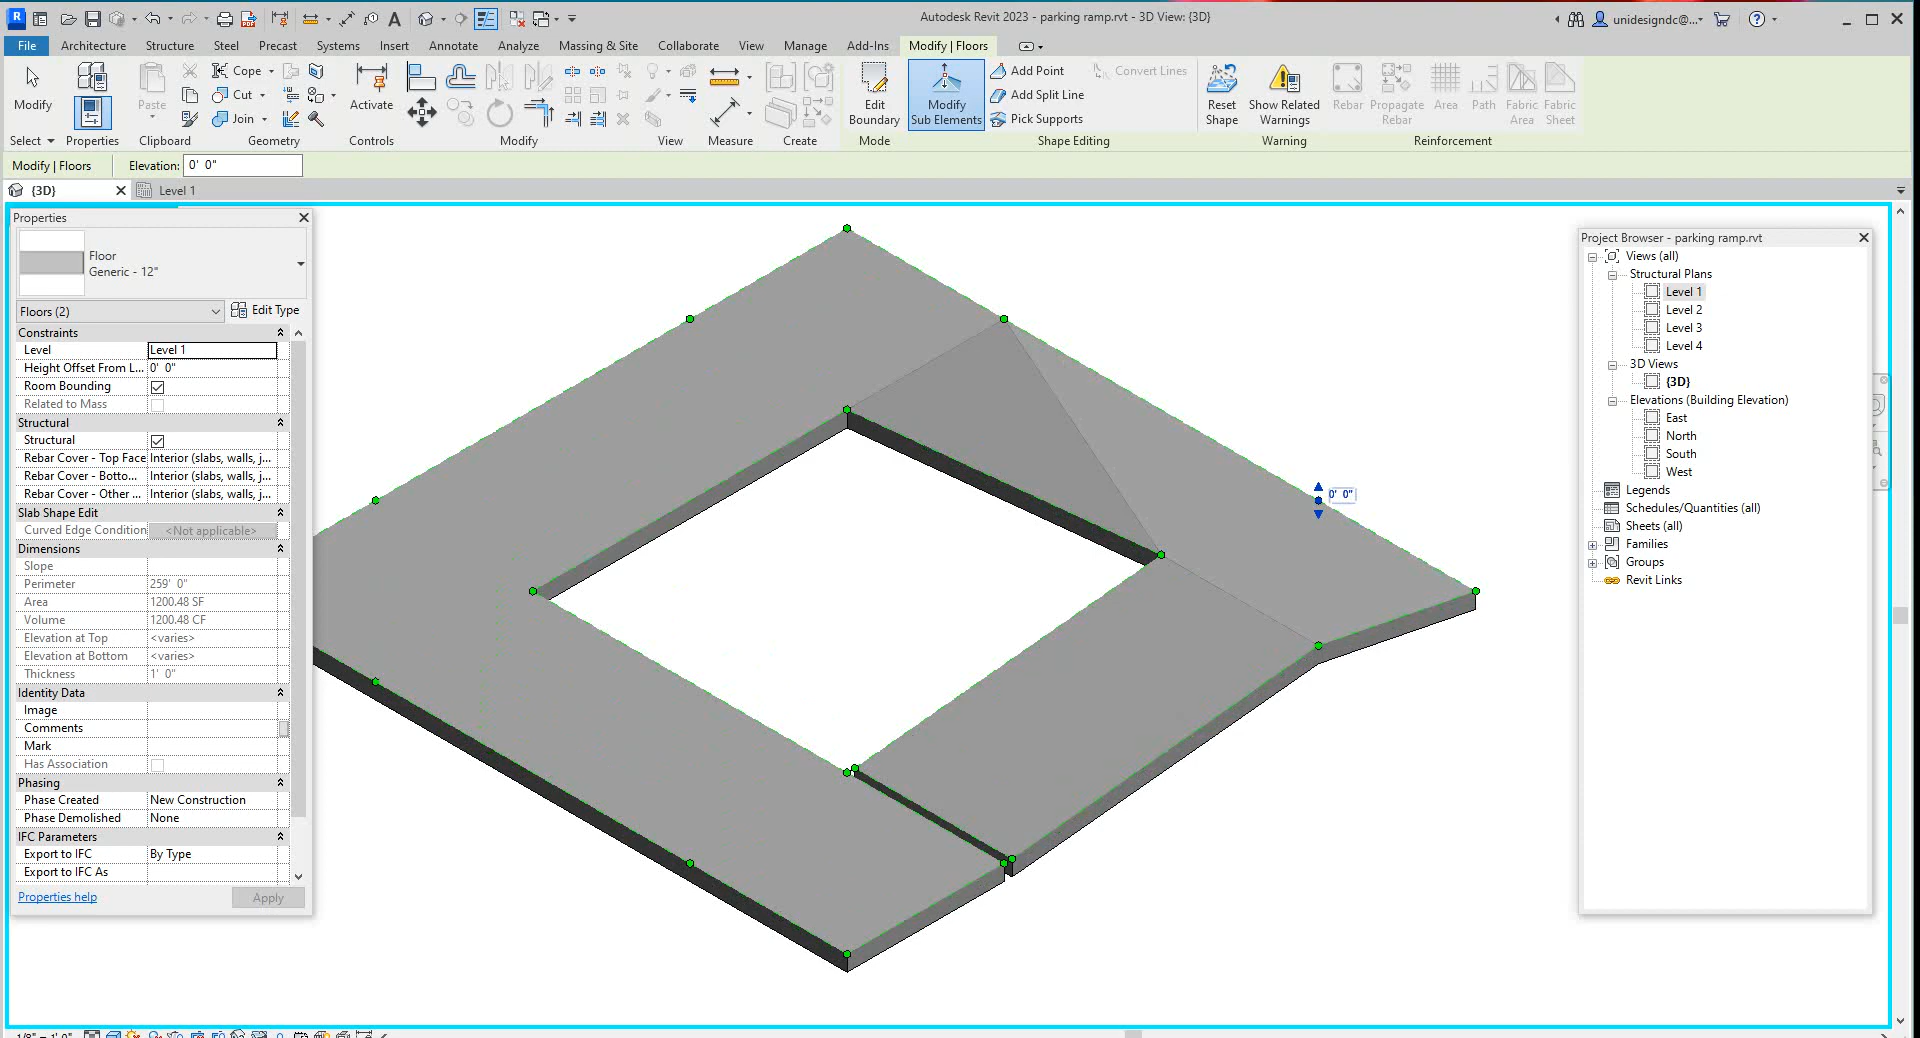 Autodesk Revit 2023 - parking ramp.rvt - 3D View: {3D}
unidesigndc@...
File Architecture Structure Steel Precast Systems Insert Annotate Analyze Massing & Site Collaborate View Manage Add-Ins Modify | Floors
Modify
Select
Properties
Paste
Clipboard
Cope
Cut
Join
Geometry
Activate
Controls
Modify
View
Measure
Create
Edit
Boundary
Mode
Modify
Sub Elements
Add Point
Add Split Line
Pick Supports
Convert Lines
Shape Editing
Reset
Shape
Show Related
Warnings
Warning
Rebar
Propagate
Rebar
Area
Path
Fabric
Area
Fabric
Sheet
Reinforcement
Modify | Floors Elevation: 0' 0"
{3D}
Level 1
Properties
Floor
Generic - 12"
Floors (2)
Edit Type
Constraints
Level Level 1
Height Offset From L... 0' 0"
Room Bounding
Related to Mass
Structural
Structural
Rebar Cover - Top Face Interior (slabs, walls, j...
Rebar Cover - Botto... Interior (slabs, walls, j...
Rebar Cover - Other ... Interior (slabs, walls, j...
Slab Shape Edit
Curved Edge Condition <Not applicable>
Dimensions
Slope
Perimeter 259' 0"
Area 1200.48 SF
Volume 1200.48 CF
Elevation at Top <varies>
Elevation at Bottom <varies>
Thickness 1' 0"
Identity Data
Image
Comments
Mark
Has Association
Phasing
Phase Created New Construction
Phase Demolished None
IFC Parameters
Export to IFC By Type
Export to IFC As
Properties help
Apply
0' 0"
Project Browser - parking ramp.rvt
Views (all)
Structural Plans
Level 1
Level 2
Level 3
Level 4
3D Views
{3D}
Elevations (Building Elevation)
East
North
South
West
Legends
Schedules/Quantities (all)
Sheets (all)
Families
Groups
Revit Links
1/8" = 1'-0"